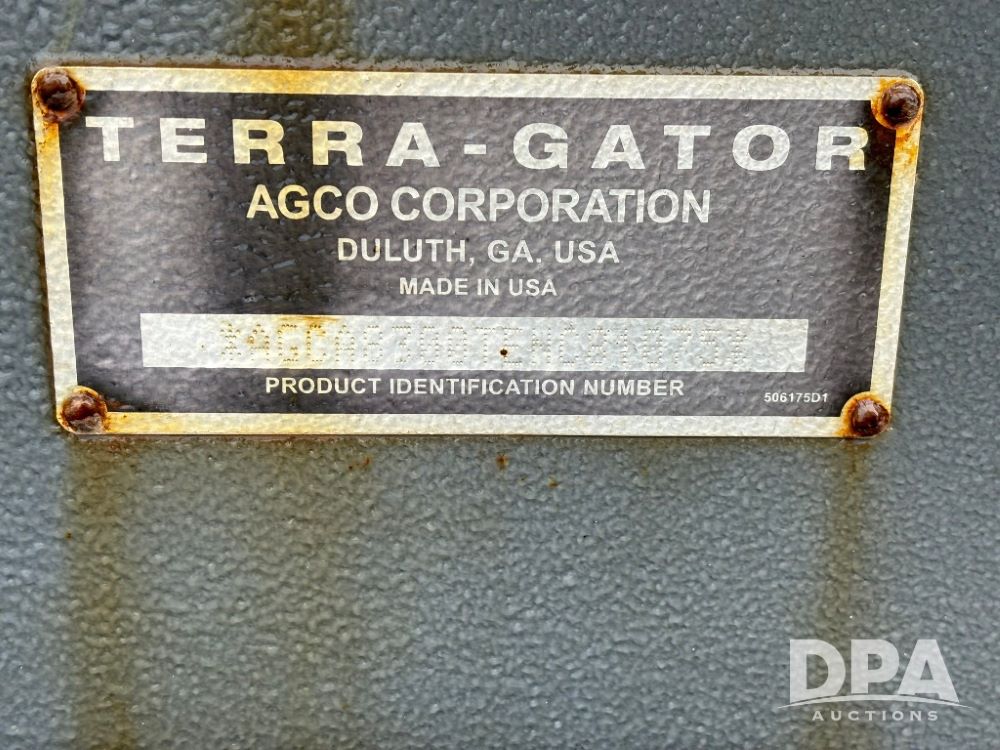 TERRA-GATOR
AGCO CORPORATION
DULUTH, GA. USA
MADE IN USA
PRODUCT IDENTIFICATION NUMBER
506175D1
DPA
AUCTIONS